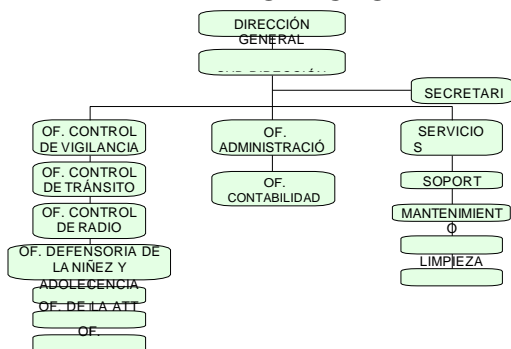 DIRECCIÓN
GENERAL
SECRETARI
OF. CONTROL
DE VIGILANCIA
OF.
ADMINISTRACIÓ
SERVICIO
S
OF. CONTROL
DE TRÁNSITO
OF.
CONTABILIDAD
SOPORT
OF. CONTROL
DE RADIO
MANTENIMIENT
O
OF. DEFENSORIA DE
LA NIÑEZ Y
ADOLECENCIA
LIMPIEZA
OF. DE LA ATT
OF.